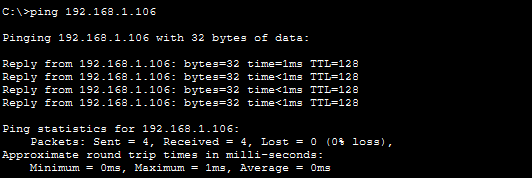 C:\>ping 192.168.1.106
Pinging 192.168.1.106 with 32 bytes of data:
Reply from 192.168.1.106: bytes=32 time=1ms TTL=128
Reply from 192.168.1.106: bytes=32 time<1ms TTL=128
Reply from 192.168.1.106: bytes=32 time<1ms TTL=128
Reply from 192.168.1.106: bytes=32 time<1ms TTL=128
Ping statistics for 192.168.1.106:
    Packets: Sent = 4, Received = 4, Lost = 0 (0% loss),
Approximate round trip times in milli-seconds:
    Minimum = 0ms, Maximum = 1ms, Average = 0ms